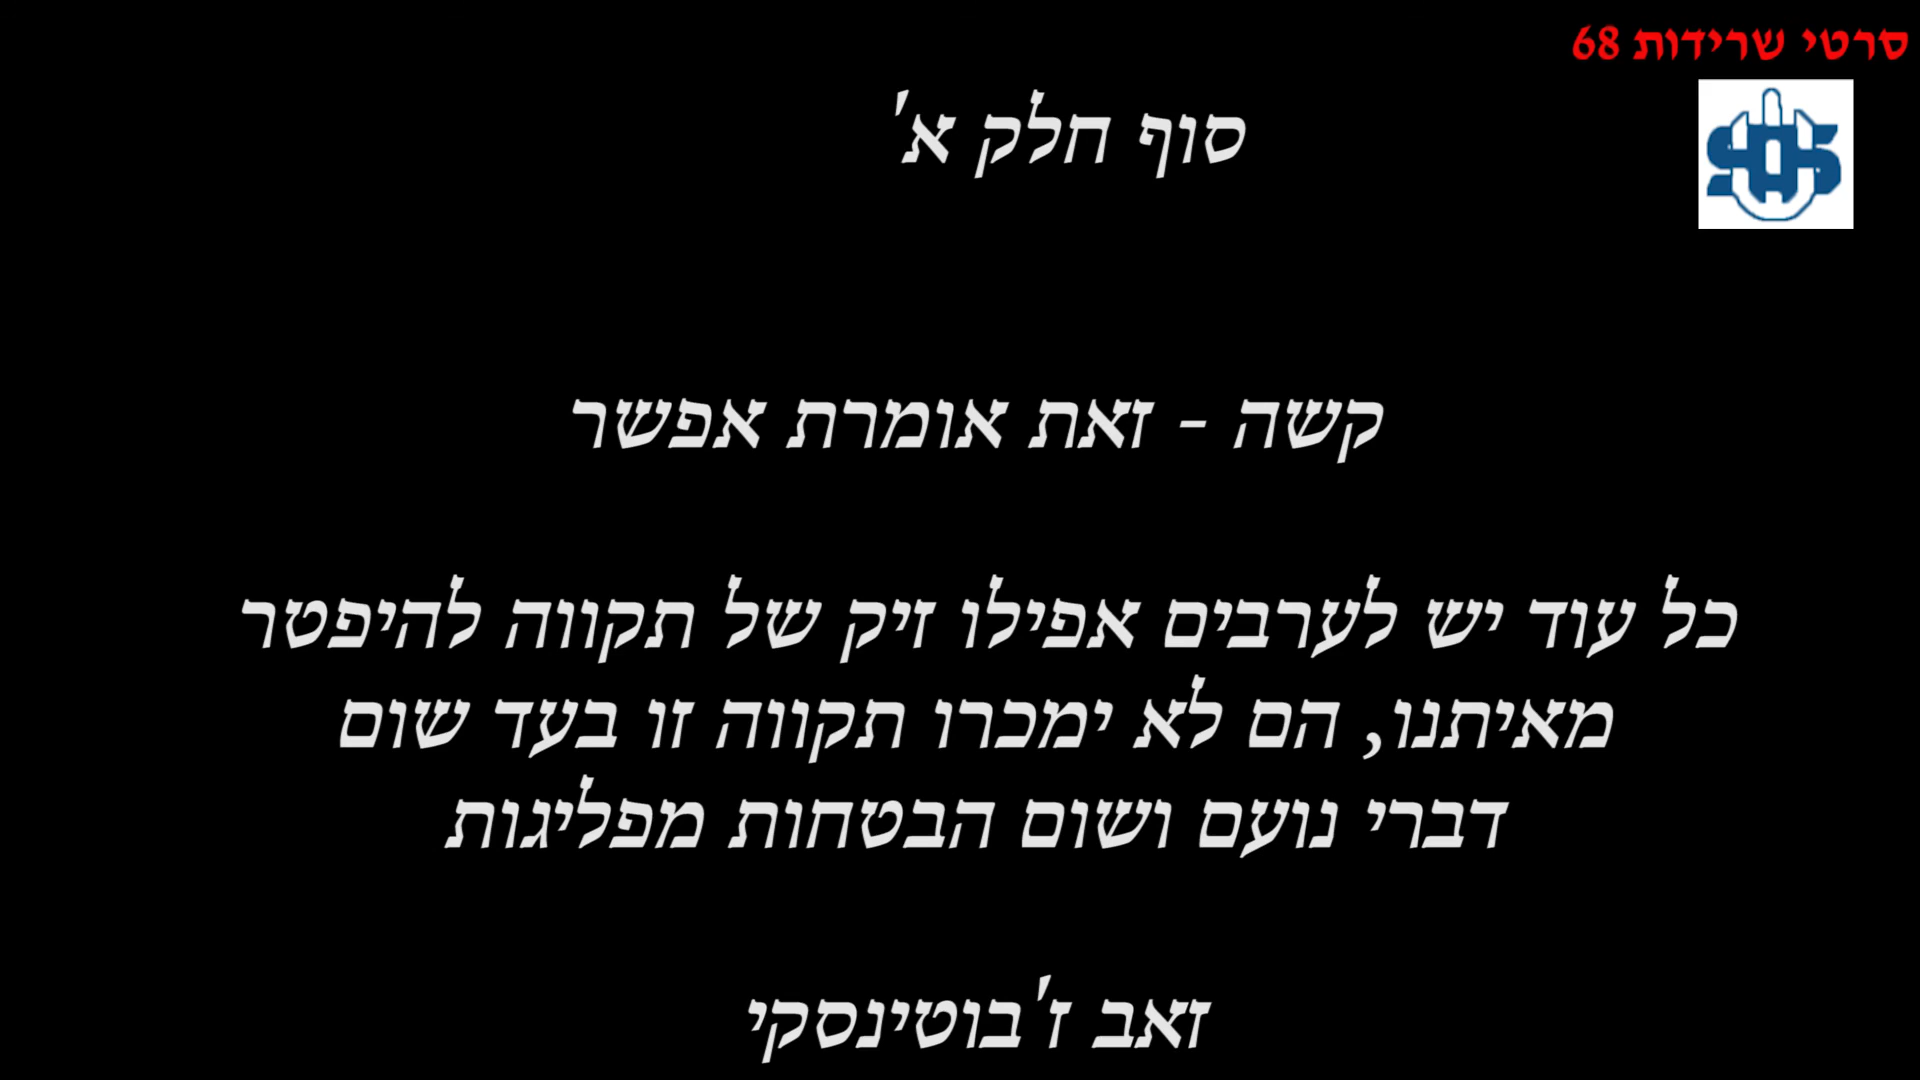 סרטי שרידות 68
SOS
סוף חלק א'
קשה - זאת אומרת אפשר
כל עוד יש לערבים אפילו זיק של תקווה להיפטר
מאיתנו, הם לא ימכרו תקווה זו בעד שום
דברי נועם ושום הבטחות מפליגות
זאב ז'בוטינסקי